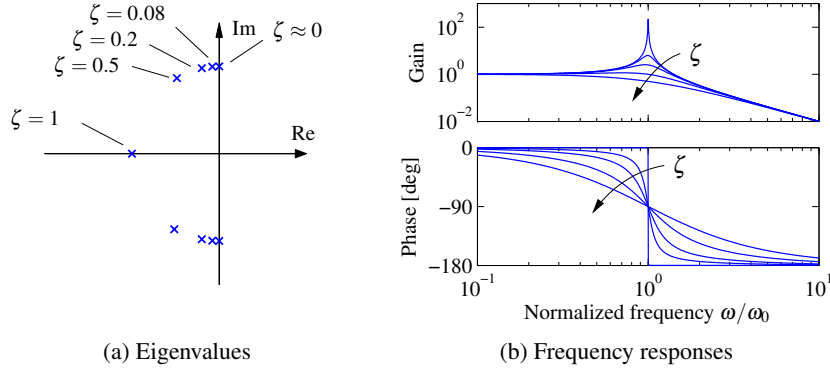 ζ = 0.08
Im
ζ = 0.2
ζ ≈ 0
ζ = 0.5
ζ = 1
Re
(a) Eigenvalues
10^2
10^0
10^-2
Gain
ζ
0
-90
-180
Phase [deg]
ζ
10^-1
10^0
10^1
Normalized frequency ω/ω_0
(b) Frequency responses